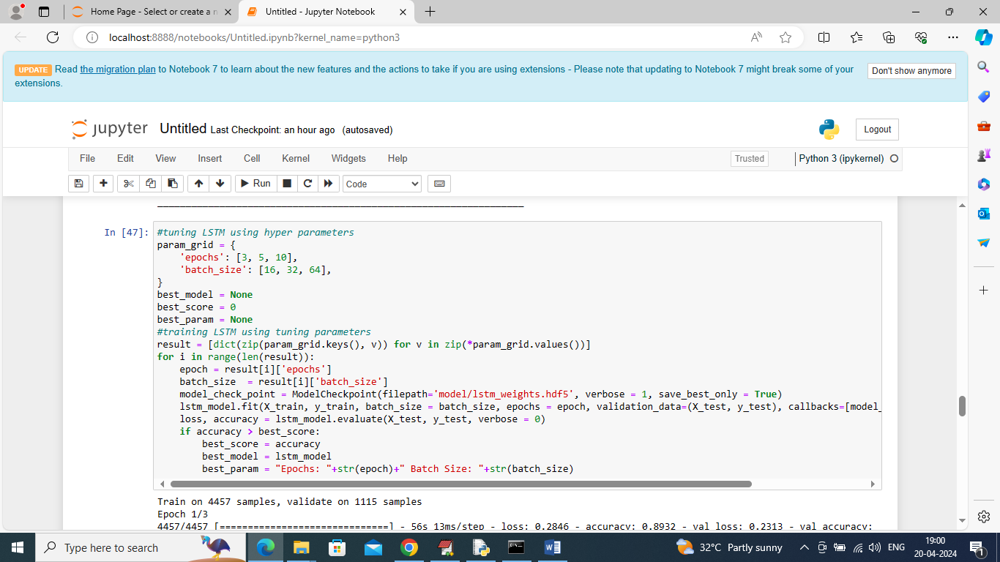 Home Page - Select or create a n
Untitled - Jupyter Notebook
localhost:8888/notebooks/Untitled.ipynb?kernel_name=python3
UPDATE Read the migration plan to Notebook 7 to learn about the new features and the actions to take if you are using extensions - Please note that updating to Notebook 7 might break some of your
extensions.
Don't show anymore
jupyter Untitled Last Checkpoint: an hour ago (autosaved)
Logout
File Edit View Insert Cell Kernel Widgets Help
Trusted
Python 3 (ipykernel)
Run
Code
In [47]:
#tuning LSTM using hyper parameters
param_grid = {
    'epochs': [3, 5, 10],
    'batch_size': [16, 32, 64],
}
best_model = None
best_score = 0
best_param = None
#training LSTM using tuning parameters
result = [dict(zip(param_grid.keys(), v)) for v in zip(*param_grid.values())]
for i in range(len(result)):
    epoch = result[i]['epochs']
    batch_size  = result[i]['batch_size']
    model_check_point = ModelCheckpoint(filepath='model/lstm_weights.hdf5', verbose = 1, save_best_only = True)
    lstm_model.fit(X_train, y_train, batch_size = batch_size, epochs = epoch, validation_data=(X_test, y_test), callbacks=[model_
    loss, accuracy = lstm_model.evaluate(X_test, y_test, verbose = 0)
    if accuracy > best_score:
        best_score = accuracy
        best_model = lstm_model
        best_param = "Epochs: "+str(epoch)+" Batch Size: "+str(batch_size)
Train on 4457 samples, validate on 1115 samples
Epoch 1/3
4457/4457 [==============================] - 56s 13ms/step - loss: 0.2846 - accuracy: 0.8932 - val_loss: 0.2313 - val_accuracy:
Type here to search
32°C Partly sunny
ENG
19:00
20-04-2024
1